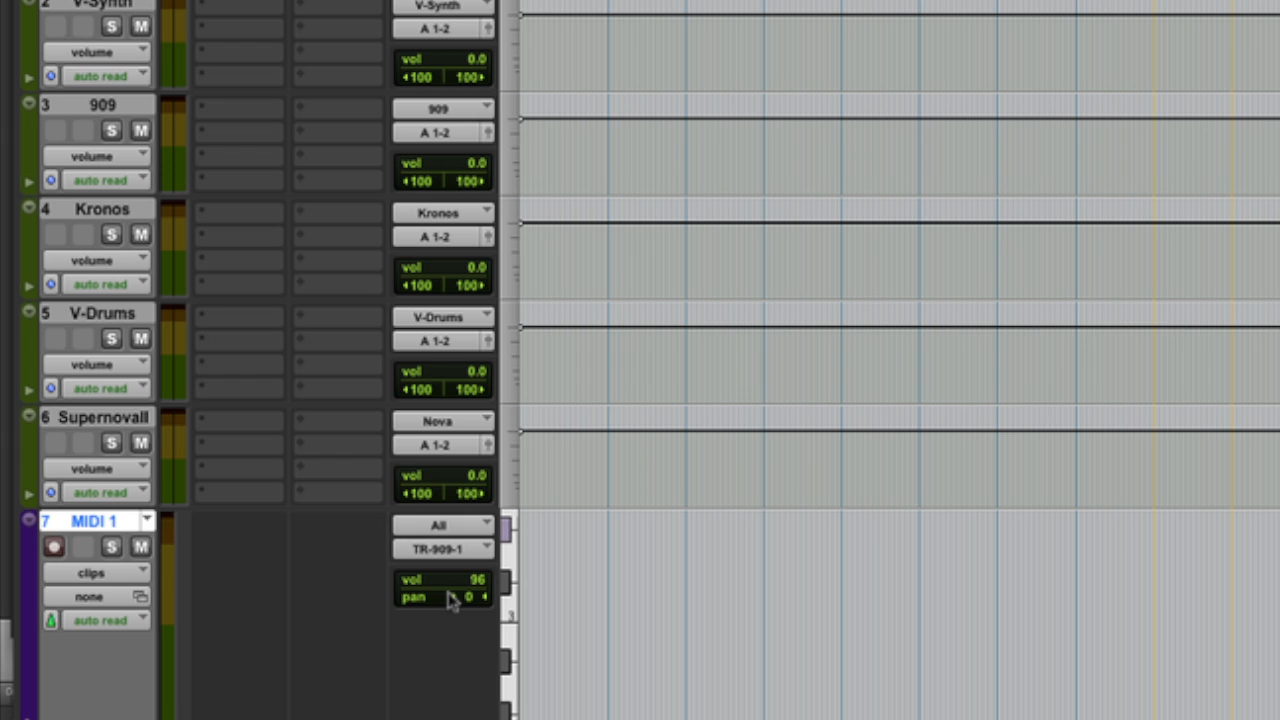 2 V-Synth V-Synth
S M A 1-2
volume vol 0.0
auto read 100 100
3 909 909
S M A 1-2
volume vol 0.0
auto read 100 100
4 Kronos Kronos
S M A 1-2
volume vol 0.0
auto read 100 100
5 V-Drums V-Drums
S M A 1-2
volume vol 0.0
auto read 100 100
6 SupernovaII Nova
S M A 1-2
volume vol 0.0
auto read 100 100
7 MIDI 1 All
S M TR-909-1
clips vol 96
none pan 0
auto read
3